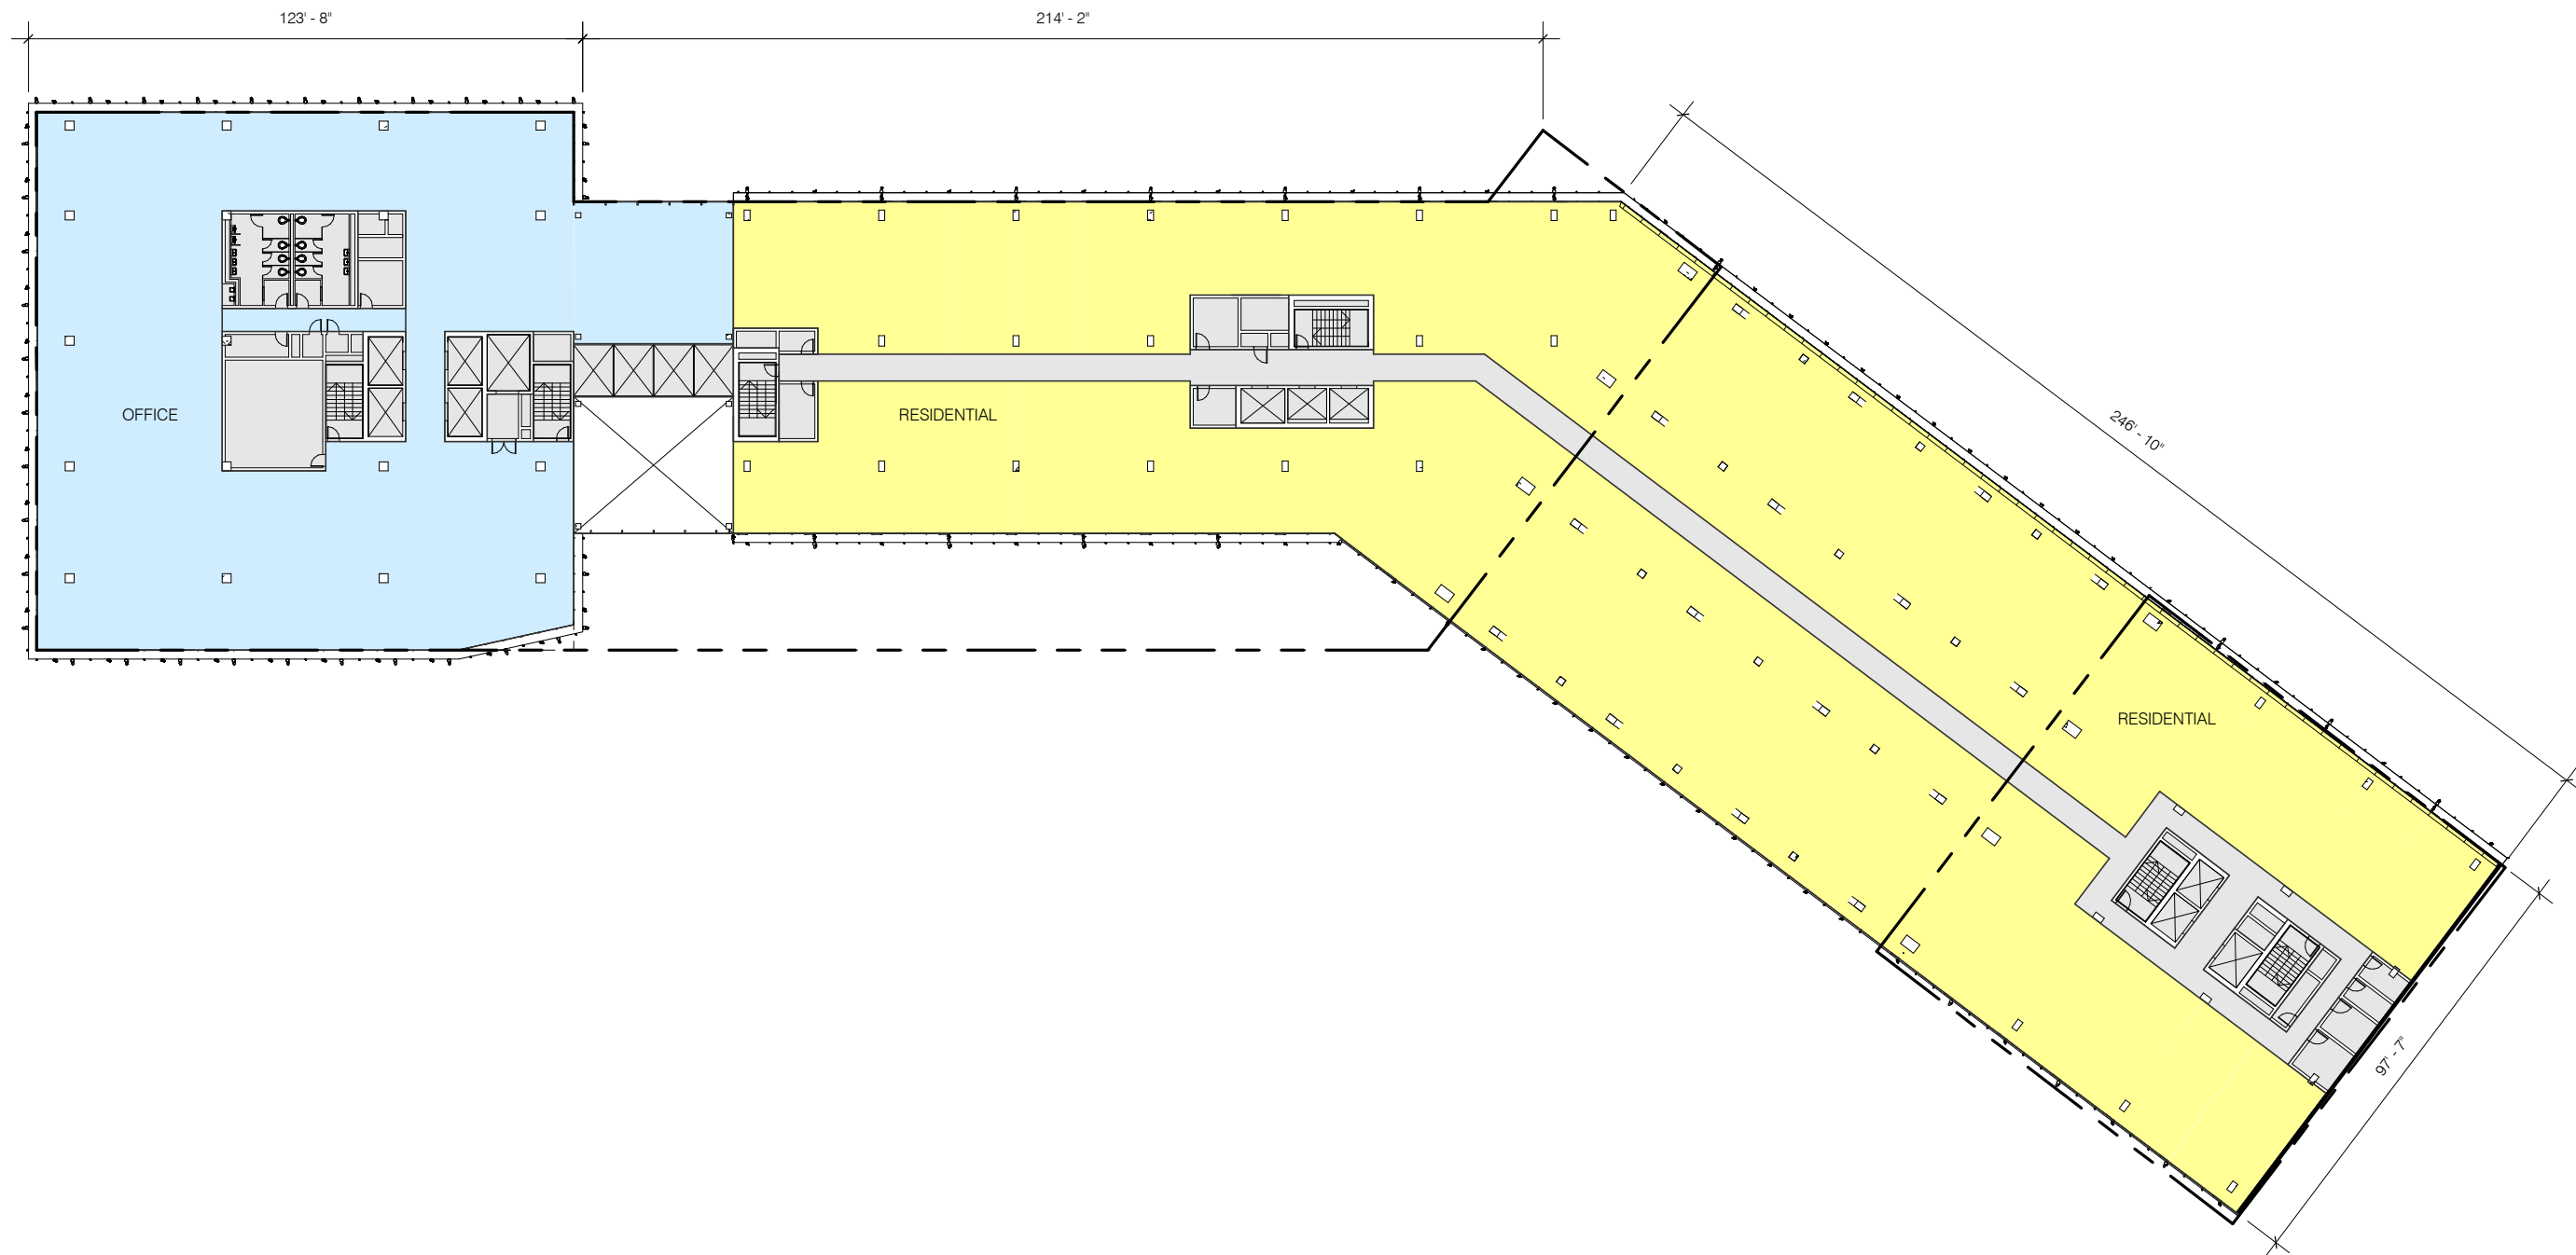 123' - 8"
214' - 2"
246' - 10"
OFFICE
RESIDENTIAL
RESIDENTIAL
97' - 7"